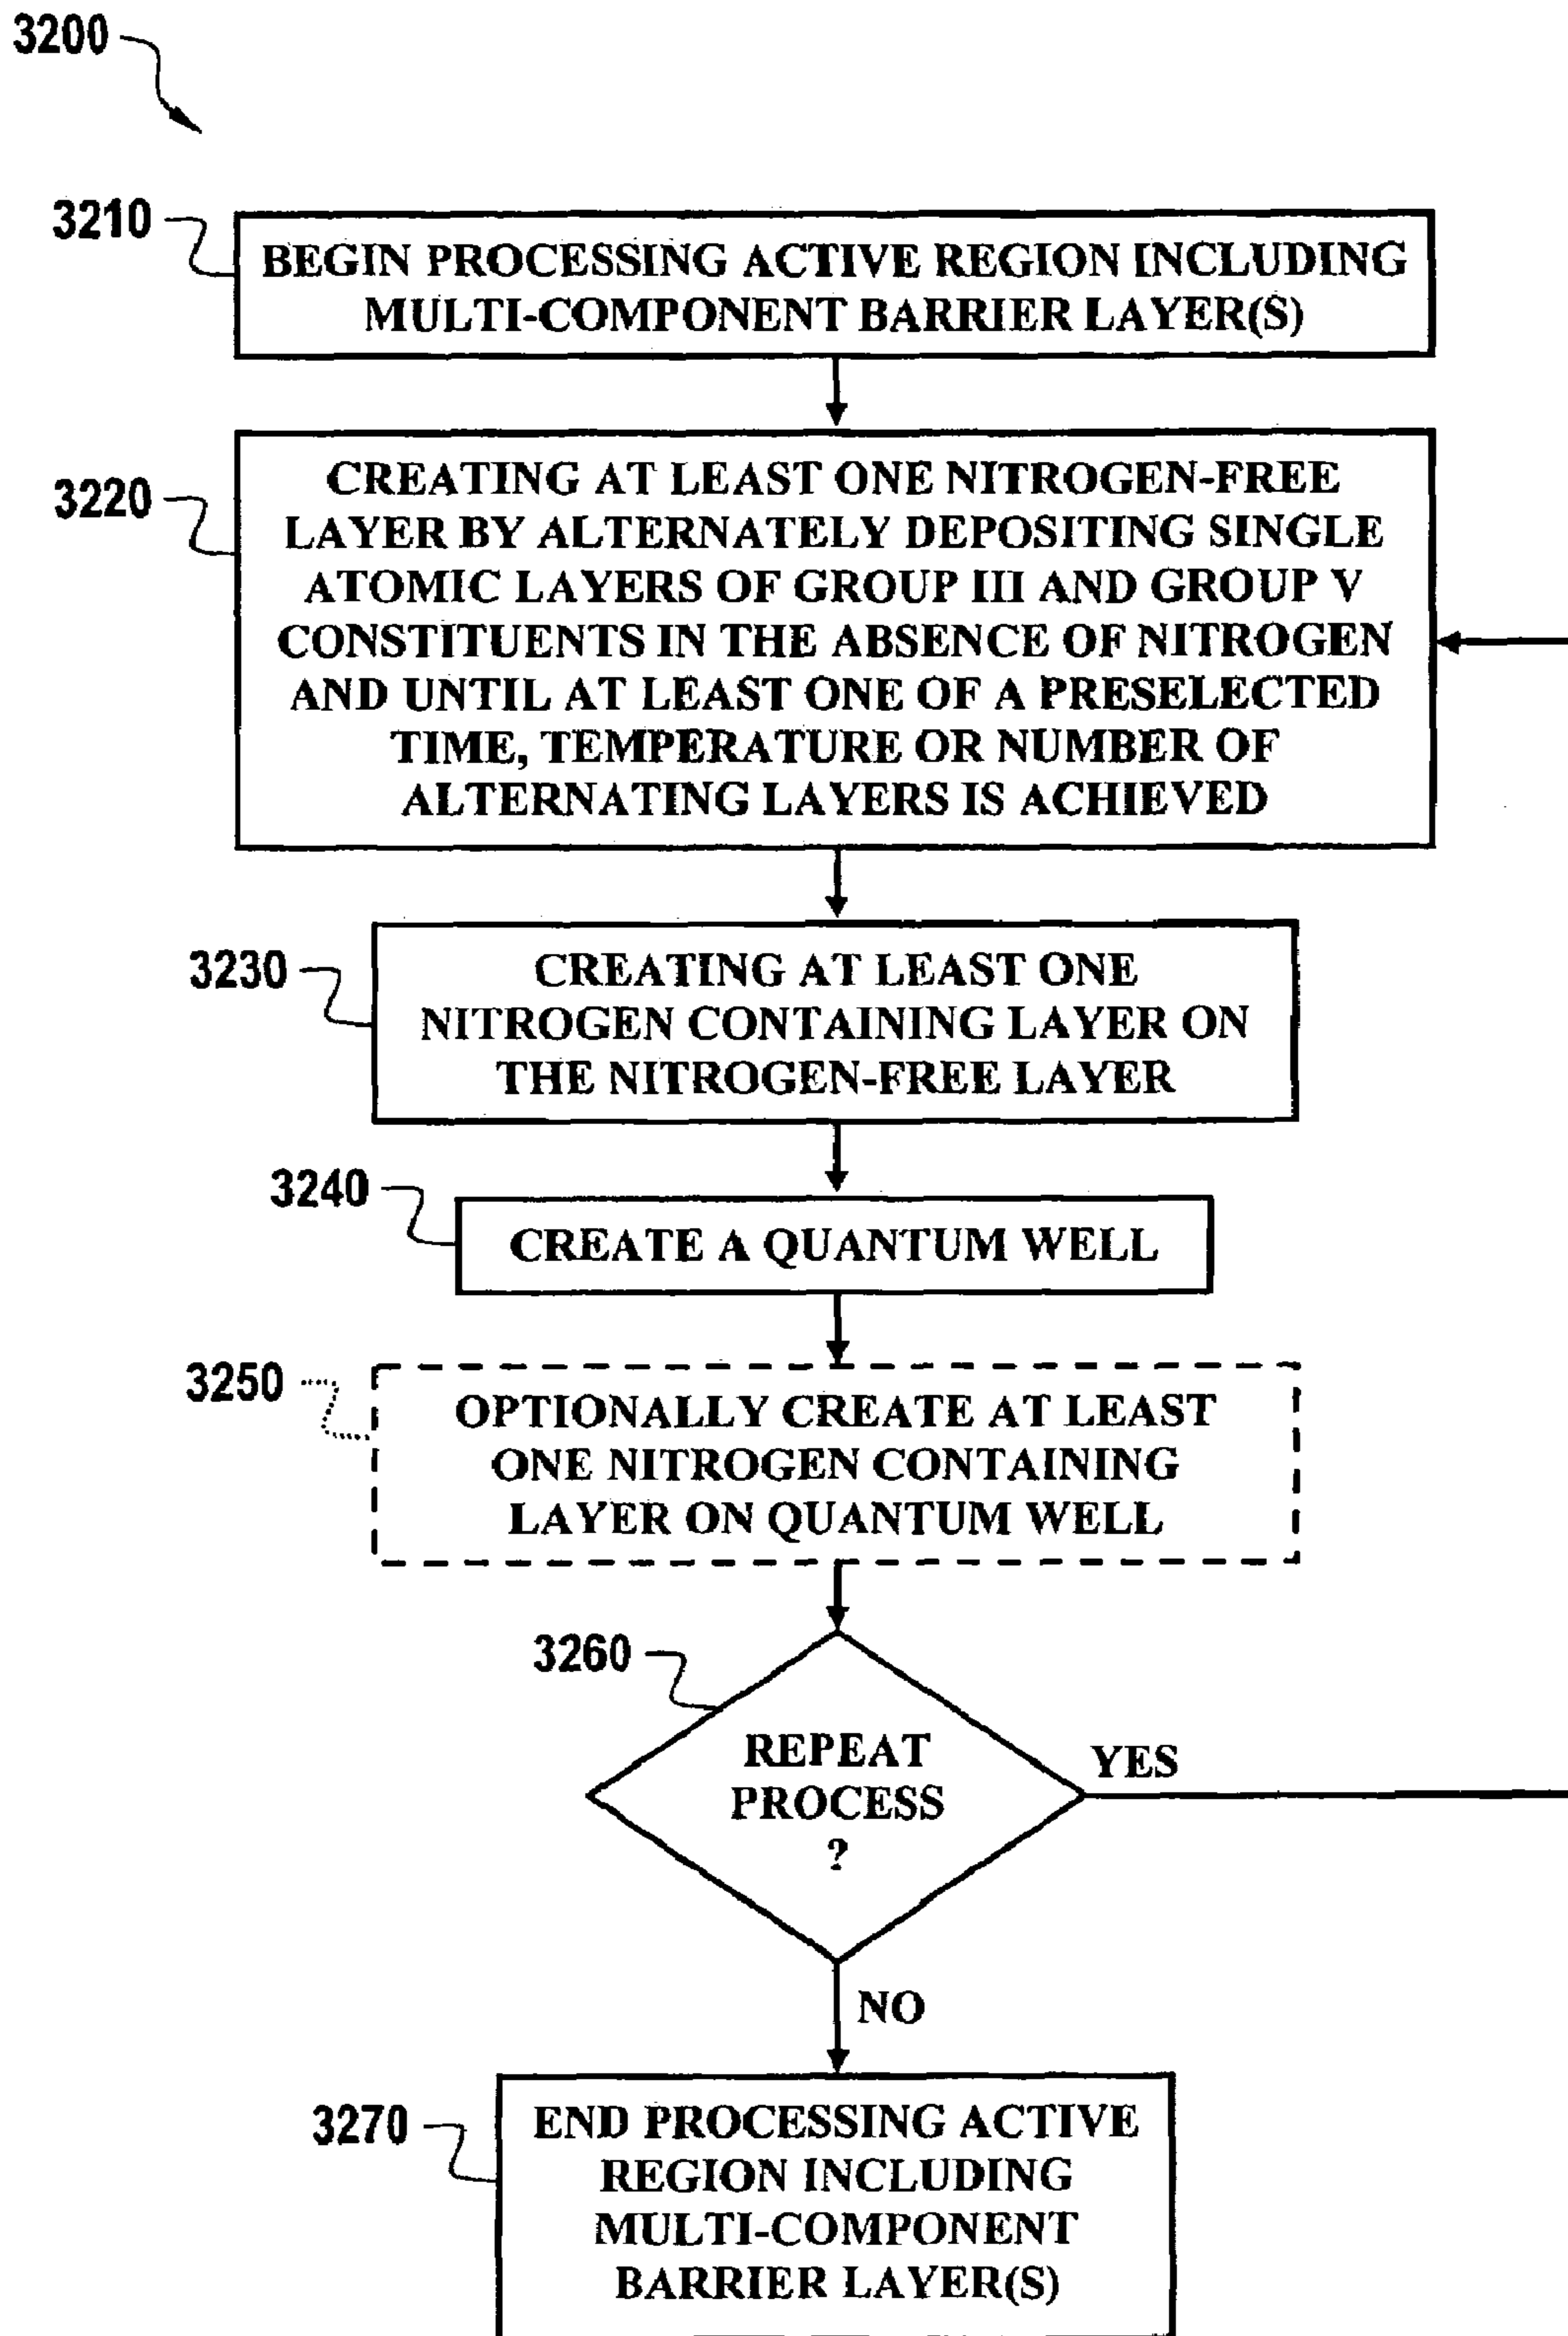 3200
3210
BEGIN PROCESSING ACTIVE REGION INCLUDING
MULTI-COMPONENT BARRIER LAYER(S)
3220
CREATING AT LEAST ONE NITROGEN-FREE
LAYER BY ALTERNATELY DEPOSITING SINGLE
ATOMIC LAYERS OF GROUP III AND GROUP V
CONSTITUENTS IN THE ABSENCE OF NITROGEN
AND UNTIL AT LEAST ONE OF A PRESELECTED
TIME, TEMPERATURE OR NUMBER OF
ALTERNATING LAYERS IS ACHIEVED
3230
CREATING AT LEAST ONE
NITROGEN CONTAINING LAYER ON
THE NITROGEN-FREE LAYER
3240
CREATE A QUANTUM WELL
3250
OPTIONALLY CREATE AT LEAST
ONE NITROGEN CONTAINING
LAYER ON QUANTUM WELL
3260
REPEAT
PROCESS
?
YES
NO
3270
END PROCESSING ACTIVE
REGION INCLUDING
MULTI-COMPONENT
BARRIER LAYER(S)